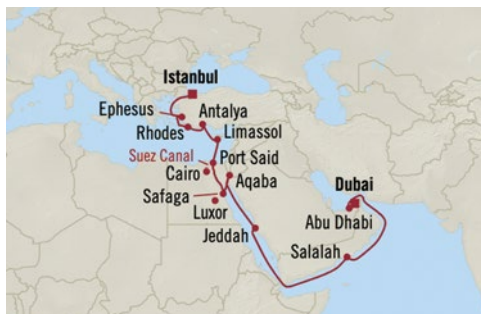 Istanbul
Ephesus
Antalya
Rhodes
Limassol
Suez Canal
Port Said
Cairo
Aqaba
Safaga
Dubai
Luxor
Abu Dhabi
Jeddah
Salalah